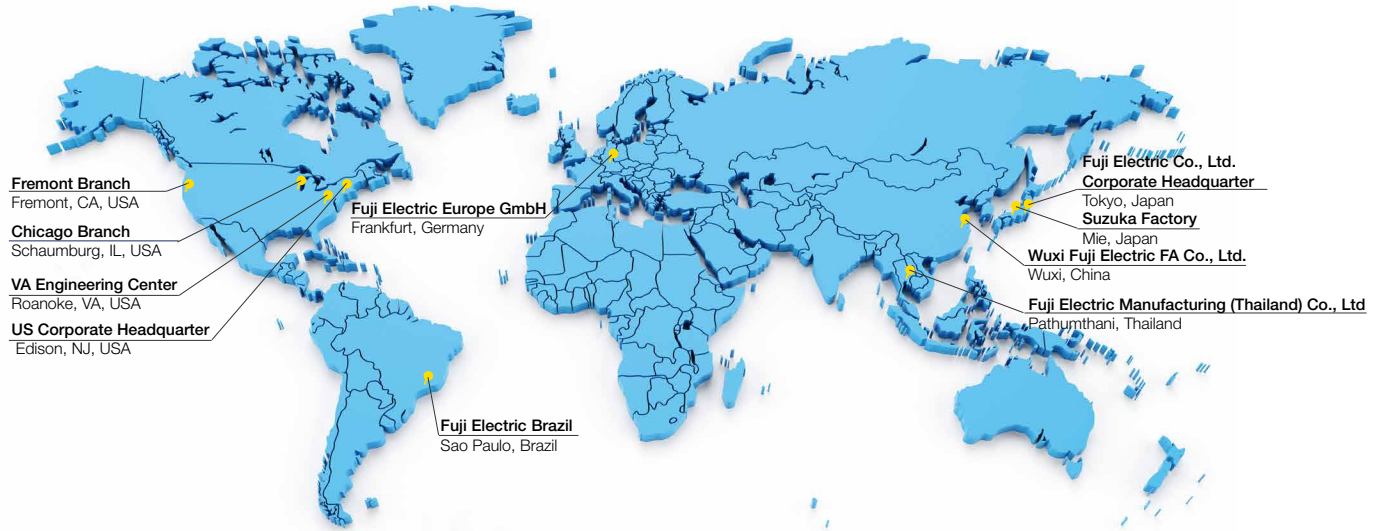 Fremont Branch
Fremont, CA, USA
Chicago Branch
Schaumburg, IL, USA
VA Engineering Center
Roanoke, VA, USA
US Corporate Headquarter
Edison, NJ, USA
Fuji Electric Europe GmbH
Frankfurt, Germany
Fuji Electric Brazil
Sao Paulo, Brazil
Fuji Electric Co., Ltd.
Corporate Headquarter
Tokyo, Japan
Suzuka Factory
Mie, Japan
Wuxi Fuji Electric FA Co., Ltd.
Wuxi, China
Fuji Electric Manufacturing (Thailand) Co., Ltd
Pathumthani, Thailand